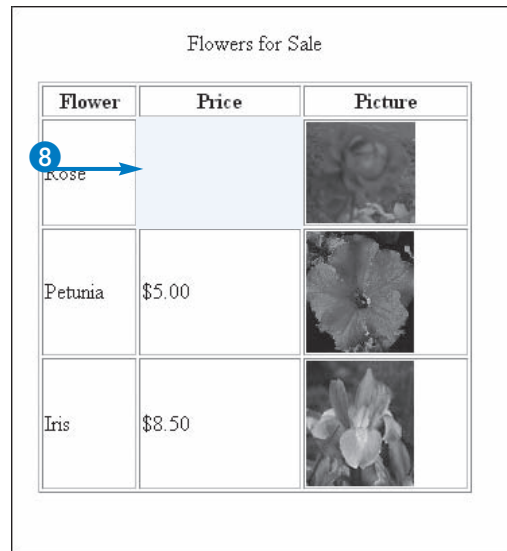 Flowers for Sale
Flower Price Picture
8
Rose
Petunia $5.00
Iris $8.50